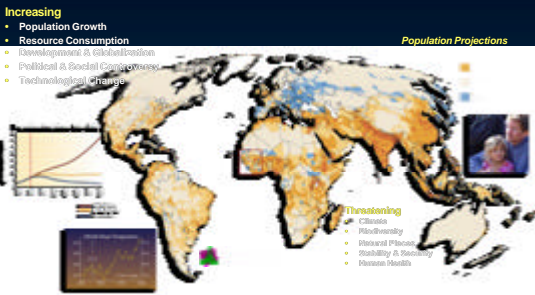 Increasing
• Population Growth
• Resource Consumption
Population Projections
• Development & Globalization
• Political & Social Controversy
• Technological Change
Threatening
• Climate
• Biodiversity
• Natural Places
• Stability & Security
• Human Health